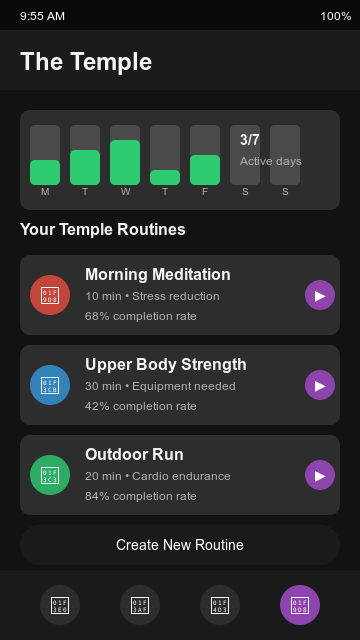 9:55 AM 100%
The Temple
3/7
Active days
M T W T F S S
Your Temple Routines
Morning Meditation
10 min • Stress reduction
68% completion rate
Upper Body Strength
30 min • Equipment needed
42% completion rate
Outdoor Run
20 min • Cardio endurance
84% completion rate
Create New Routine